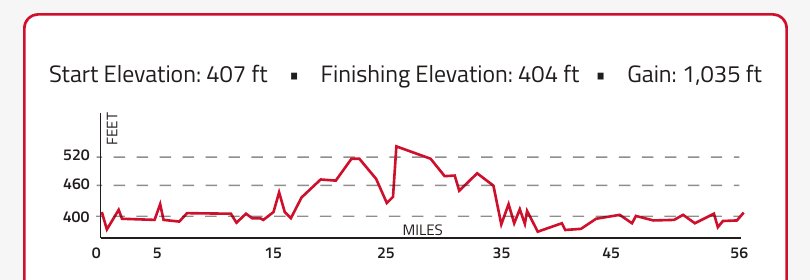 Start Elevation: 407 ft ▪ Finishing Elevation: 404 ft ▪ Gain: 1,035 ft
FEET
520
460
400
MILES
0 5 15 25 35 45 56